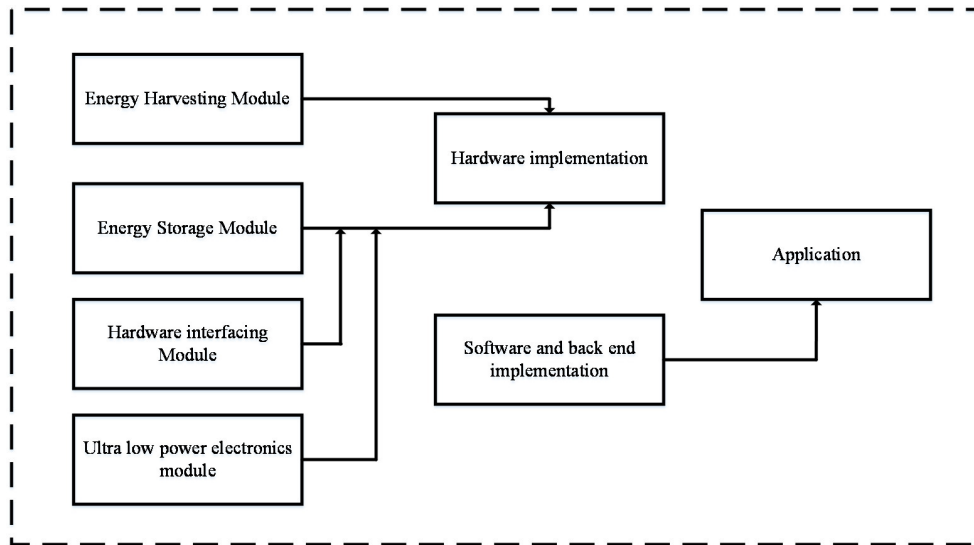 Energy Harvesting Module
Hardware implementation
Energy Storage Module
Application
Hardware interfacing
Module
Software and back end
implementation
Ultra low power electronics
module